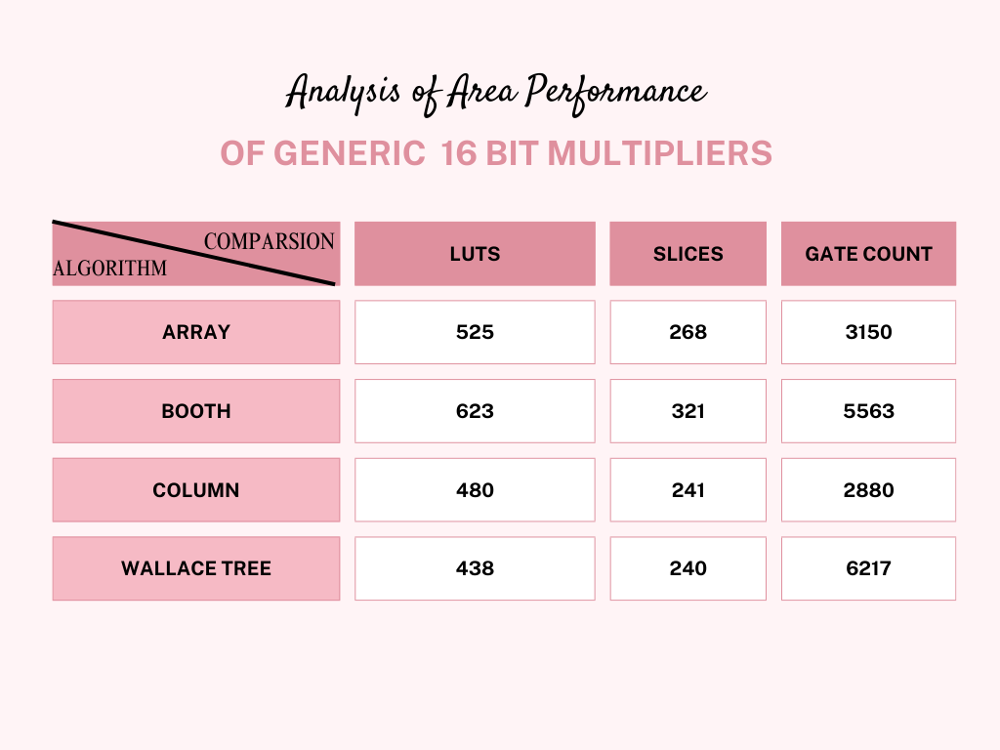 Analysis of Area Performance
OF GENERIC 16 BIT MULTIPLIERS
COMPARSION
ALGORITHM
LUTS
SLICES
GATE COUNT
ARRAY
525
268
3150
BOOTH
623
321
5563
COLUMN
480
241
2880
WALLACE TREE
438
240
6217